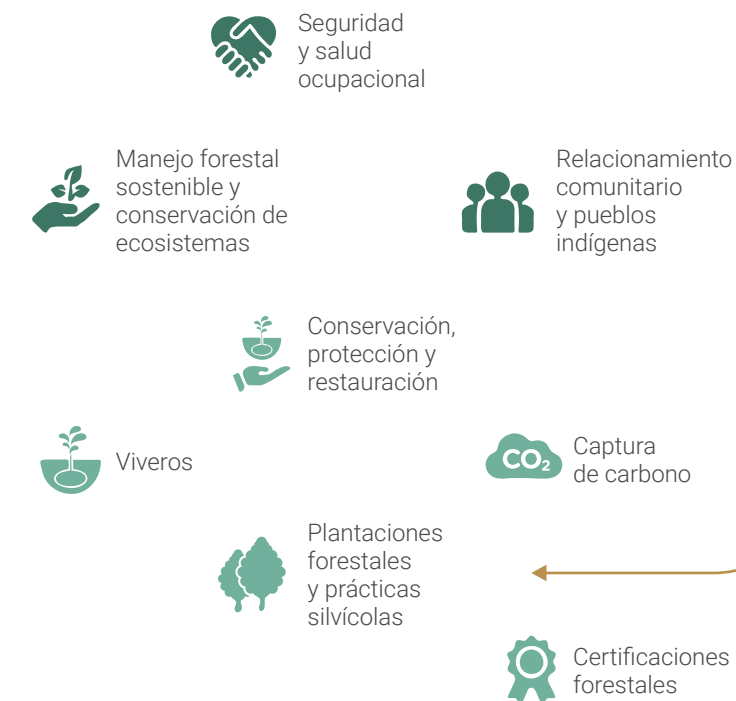 Seguridad
y salud
ocupacional
Manejo forestal
sostenible y
conservación de
ecosistemas
Relacionamiento
comunitario
y pueblos
indígenas
Conservación,
protección y
restauración
Viveros
CO₂
Captura
de carbono
Plantaciones
forestales
y prácticas
silvícolas
Certificaciones
forestales